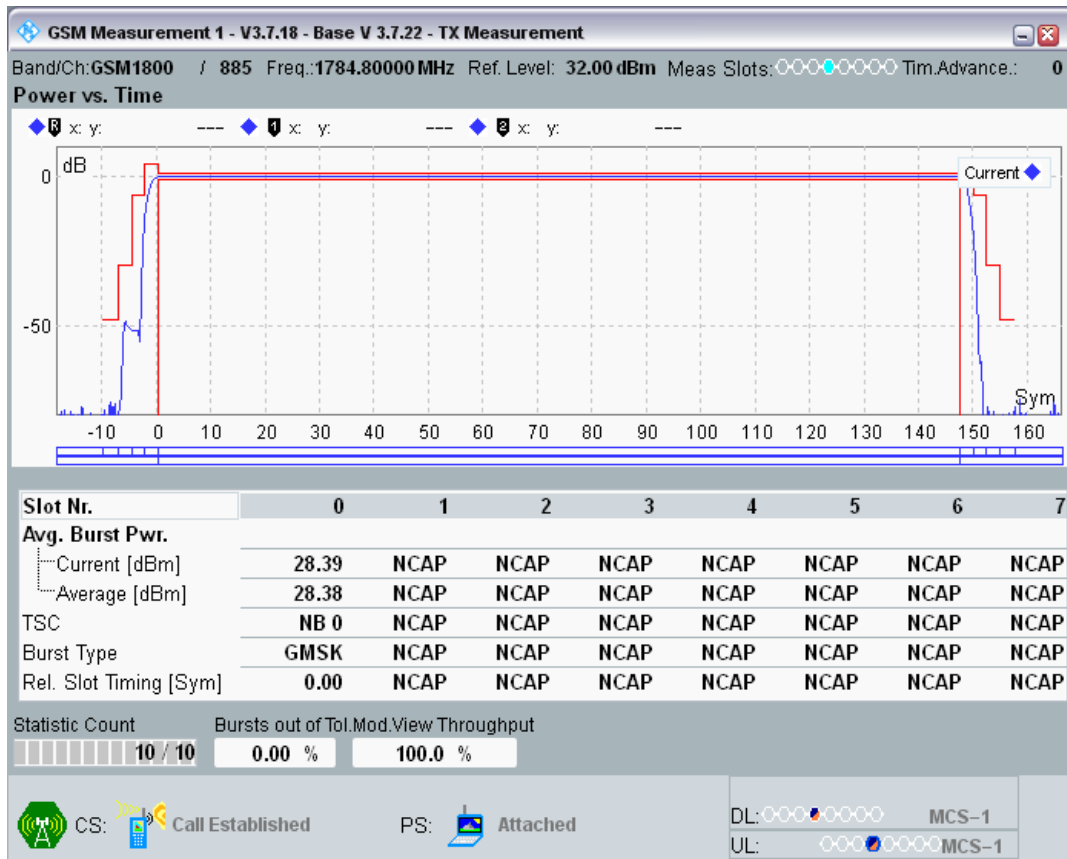 GSM Measurement 1 - V3.7.18 - Base V 3.7.22 - TX Measurement
Band/Ch:GSM1800 / 885 Freq.:1784.80000 MHz Ref. Level: 32.00 dBm Meas Slots: Tim.Advance.: 0
Power vs. Time
R x: y: --- 1 x: y: --- 2 x: y: ---
dB
Current
0
-50
Sym
-10 0 10 20 30 40 50 60 70 80 90 100 110 120 130 140 150 160
Slot Nr. 0 1 2 3 4 5 6 7
Avg. Burst Pwr.
Current [dBm] 28.39 NCAP NCAP NCAP NCAP NCAP NCAP NCAP
Average [dBm] 28.38 NCAP NCAP NCAP NCAP NCAP NCAP NCAP
TSC NB 0 NCAP NCAP NCAP NCAP NCAP NCAP NCAP
Burst Type GMSK NCAP NCAP NCAP NCAP NCAP NCAP NCAP
Rel. Slot Timing [Sym] 0.00 NCAP NCAP NCAP NCAP NCAP NCAP NCAP
Statistic Count Bursts out of Tol. Mod.View Throughput
10 / 10 0.00 % 100.0 %
CS: Call Established PS: Attached
DL: MCS-1
UL: MCS-1